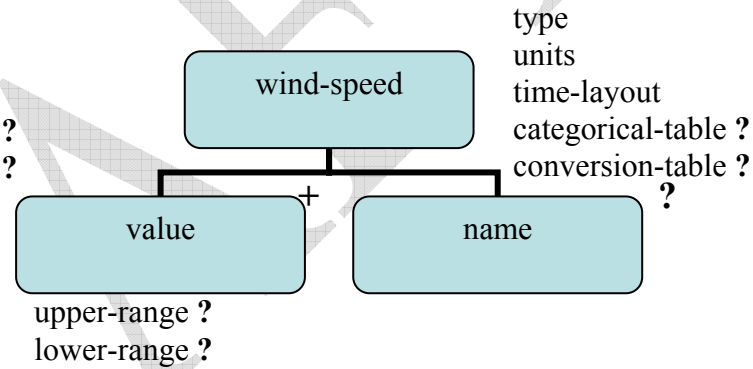 type
units
time-layout
categorical-table ?
conversion-table ?
wind-speed
?
?
+
?
value
name
upper-range ?
lower-range ?